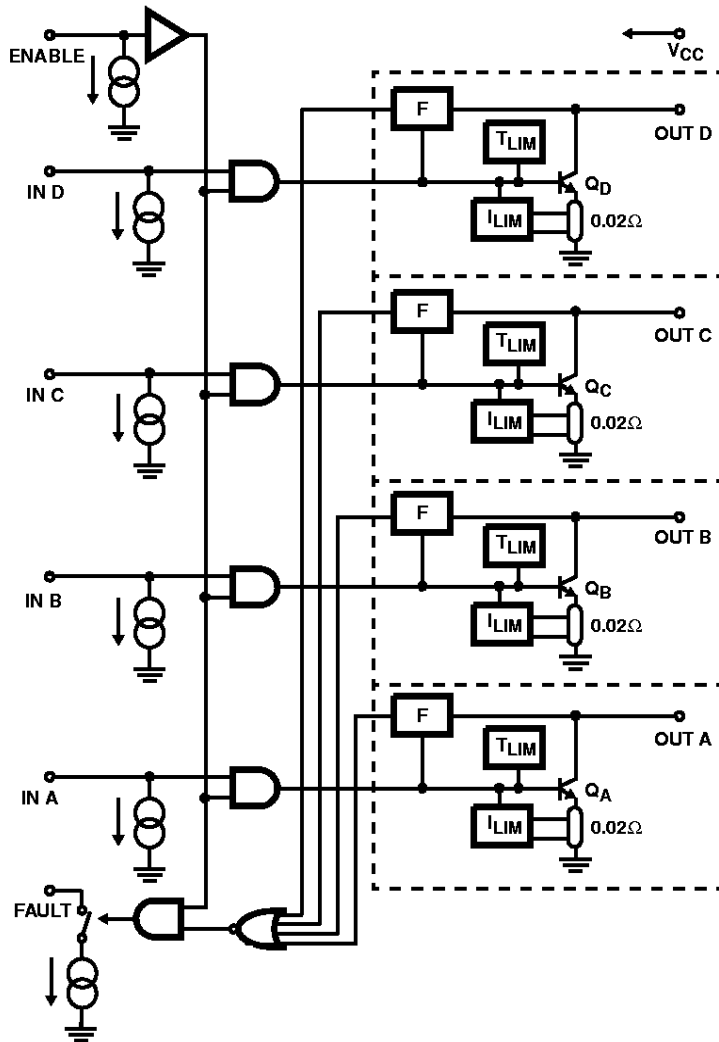 ENABLE
VCC
F
OUT D
TLIM
IN D
QD
ILIM
0.02Ω
F
OUT C
TLIM
IN C
QC
ILIM
0.02Ω
F
OUT B
TLIM
IN B
QB
ILIM
0.02Ω
F
OUT A
TLIM
IN A
QA
ILIM
0.02Ω
FAULT